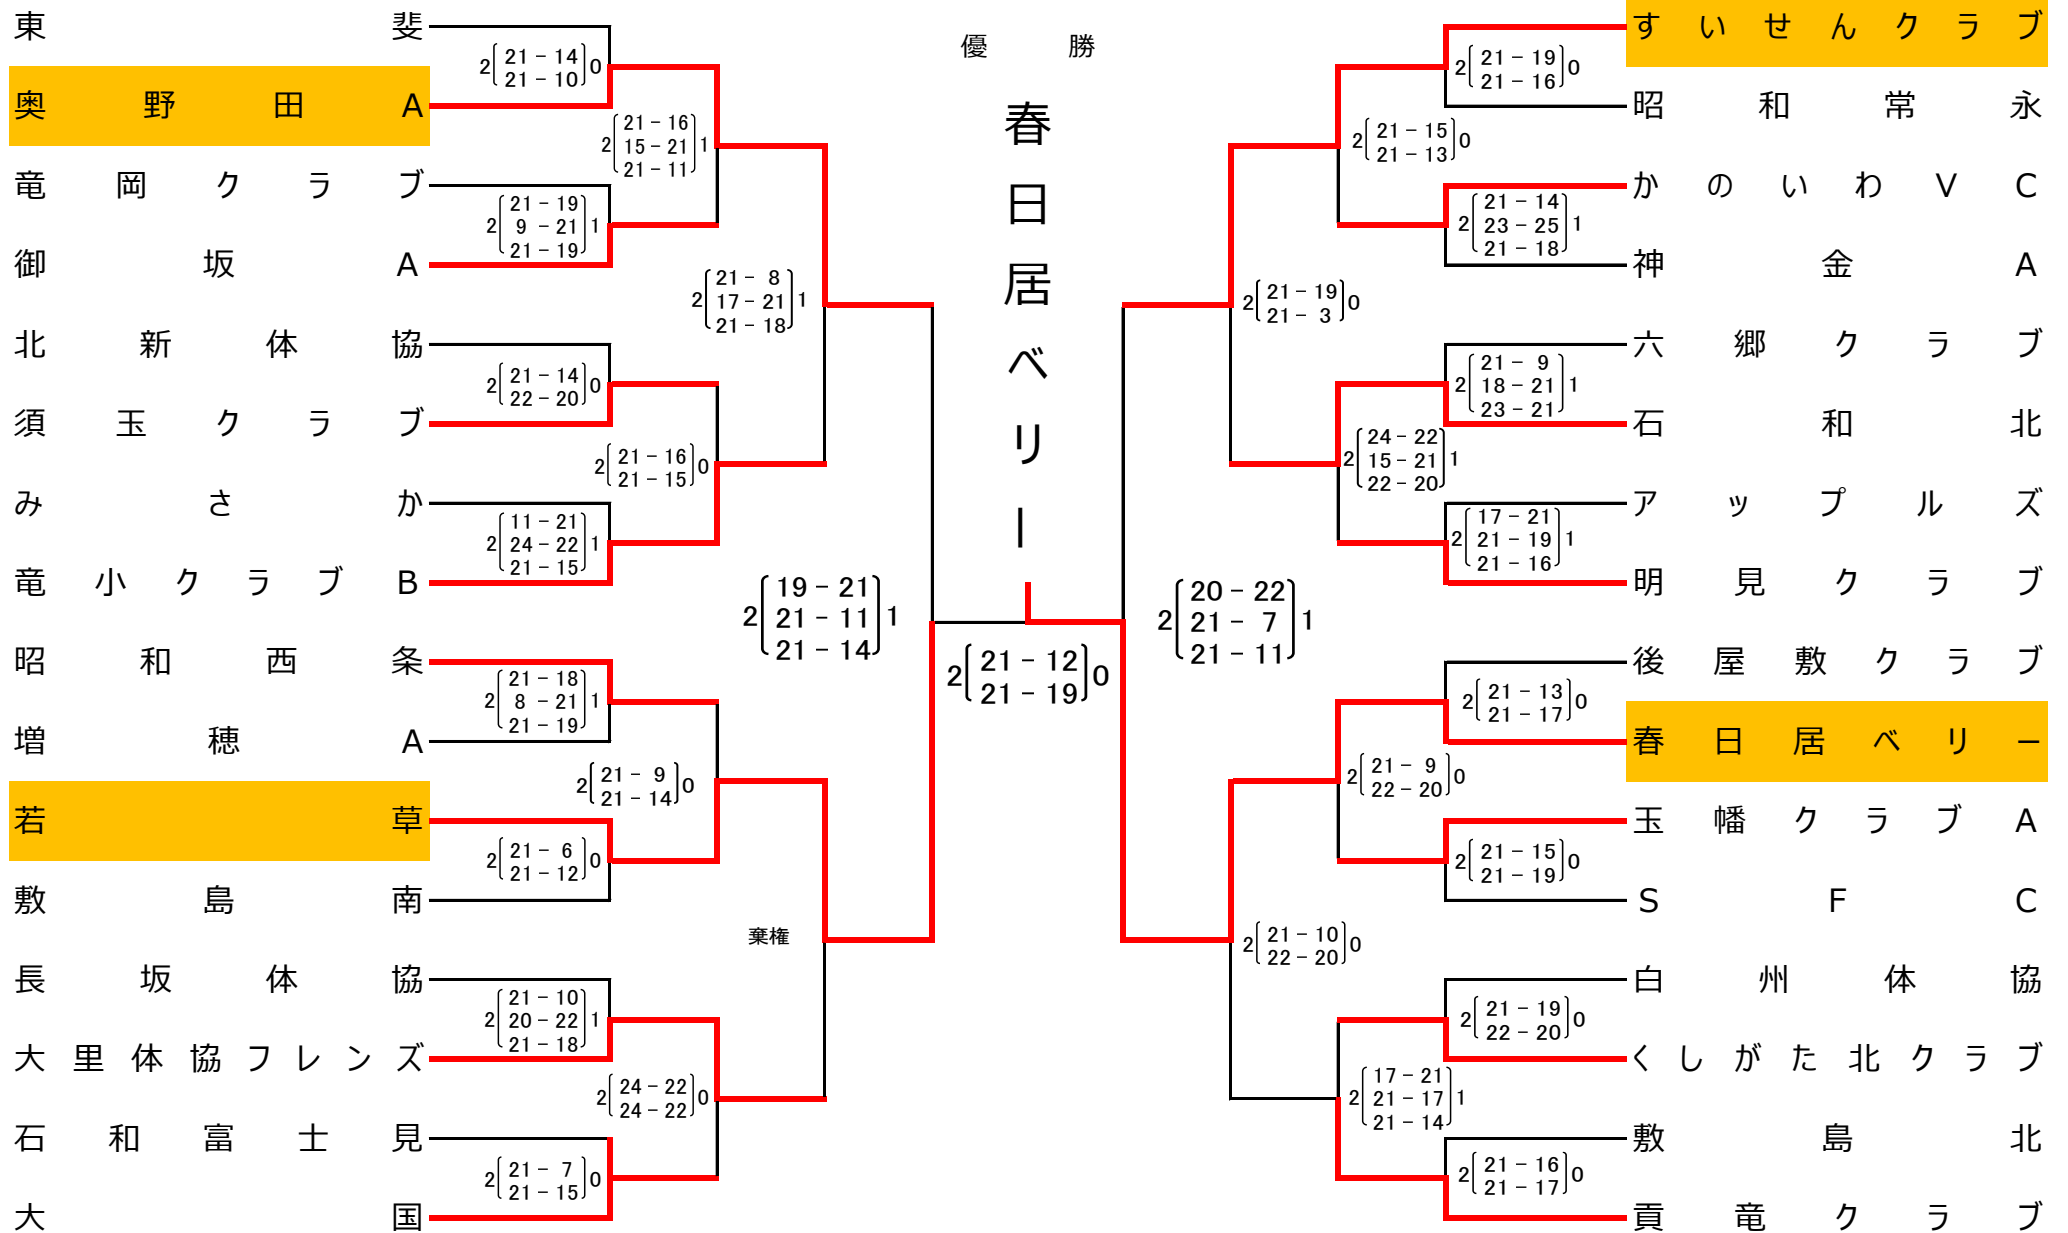 優勝
春日居ベリー
東斐
奥野田A
竜岡クラブ
御坂A
北新体協
須玉クラブ
みさか
竜小クラブB
昭和西条
増穂A
若草
敷島南
長坂体協
大里体協フレンズ
石和富士見
大国
2 21－14 0
21－10
2 21－19 1
9 －21
21－19
2 21－14 0
22－20
2 11－21 1
24－22
21－15
2 21－18 1
8 －21
21－19
2 21－ 6 0
21－12
2 21－10 1
20－22
21－18
2 21－ 7 0
21－15
2 21－16 1
15－21
21－11
2 21－16 0
21－15
2 21－ 9 0
21－14
2 24－22 0
24－22
2 21－ 8 1
17－21
21－18
棄権
2 19－21 1
21－11
21－14
2 21－12 0
21－19
2 20－22 1
21－ 7
21－11
2 21－19 0
21－ 3
2 21－10 0
22－20
2 21－15 0
21－13
2 24－22 1
15－21
22－20
2 21－ 9 0
22－20
2 17－21 1
21－17
21－14
2 21－19 0
21－16
2 21－14 1
23－25
21－18
2 21－ 9 1
18－21
23－21
2 17－21 1
21－19
21－16
2 21－13 0
21－17
2 21－15 0
21－19
2 21－19 0
22－20
2 21－16 0
21－17
すいせんクラブ
昭和常永
かのいわVC
神金A
六郷クラブ
石和北
アップルズ
明見クラブ
後屋敷クラブ
春日居ベリー
玉幡クラブA
SFC
白州体協
くしがた北クラブ
敷島北
貢竜クラブ